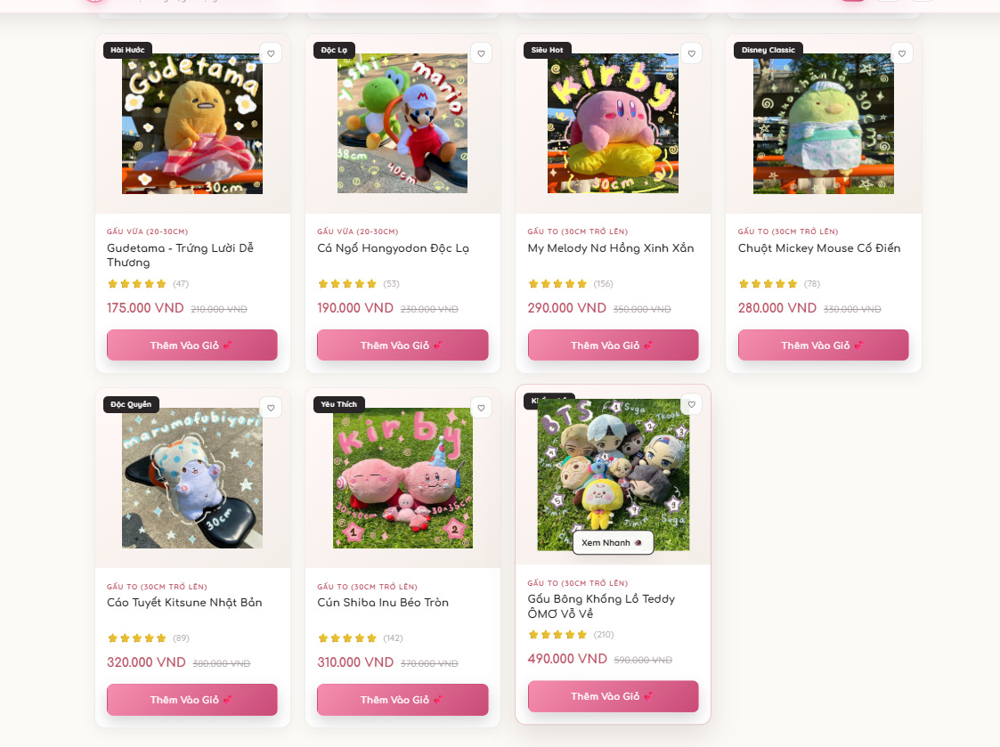 Hài Hước
Gudetama
30cm
GẤU VỪA (20-30CM)
Gudetama - Trứng Lười Dễ
Thương
(47)
175.000 VND 210.000 VND
Thêm Vào Giỏ
Độc Lạ
yoshi mario
38cm
40cm
GẤU VỪA (20-30CM)
Cá Ngố Hangyodon Độc Lạ
(53)
190.000 VND 230.000 VND
Thêm Vào Giỏ
Siêu Hot
Kirby
30cm
GẤU TO (30CM TRỞ LÊN)
My Melody Nơ Hồng Xinh Xắn
(156)
290.000 VND 350.000 VND
Thêm Vào Giỏ
Disney Classic
30cm
GẤU TO (30CM TRỞ LÊN)
Chuột Mickey Mouse Cổ Điển
(78)
280.000 VND 330.000 VND
Thêm Vào Giỏ
Độc Quyền
marumofubiyori
30cm
GẤU TO (30CM TRỞ LÊN)
Cáo Tuyết Kitsune Nhật Bản
(89)
320.000 VND 380.000 VND
Thêm Vào Giỏ
Yêu Thích
kirby
30x40cm
30x35cm
1
2
GẤU TO (30CM TRỞ LÊN)
Cún Shiba Inu Béo Tròn
(142)
310.000 VND 370.000 VND
Thêm Vào Giỏ
BTS
1 Suga
Jkook
2
3
Jimin
Jimin
Suga
Xem Nhanh
GẤU TO (30CM TRỞ LÊN)
Gấu Bông Khổng Lồ Teddy
ÔMƠ Vỗ Về
(210)
490.000 VND 590.000 VND
Thêm Vào Giỏ